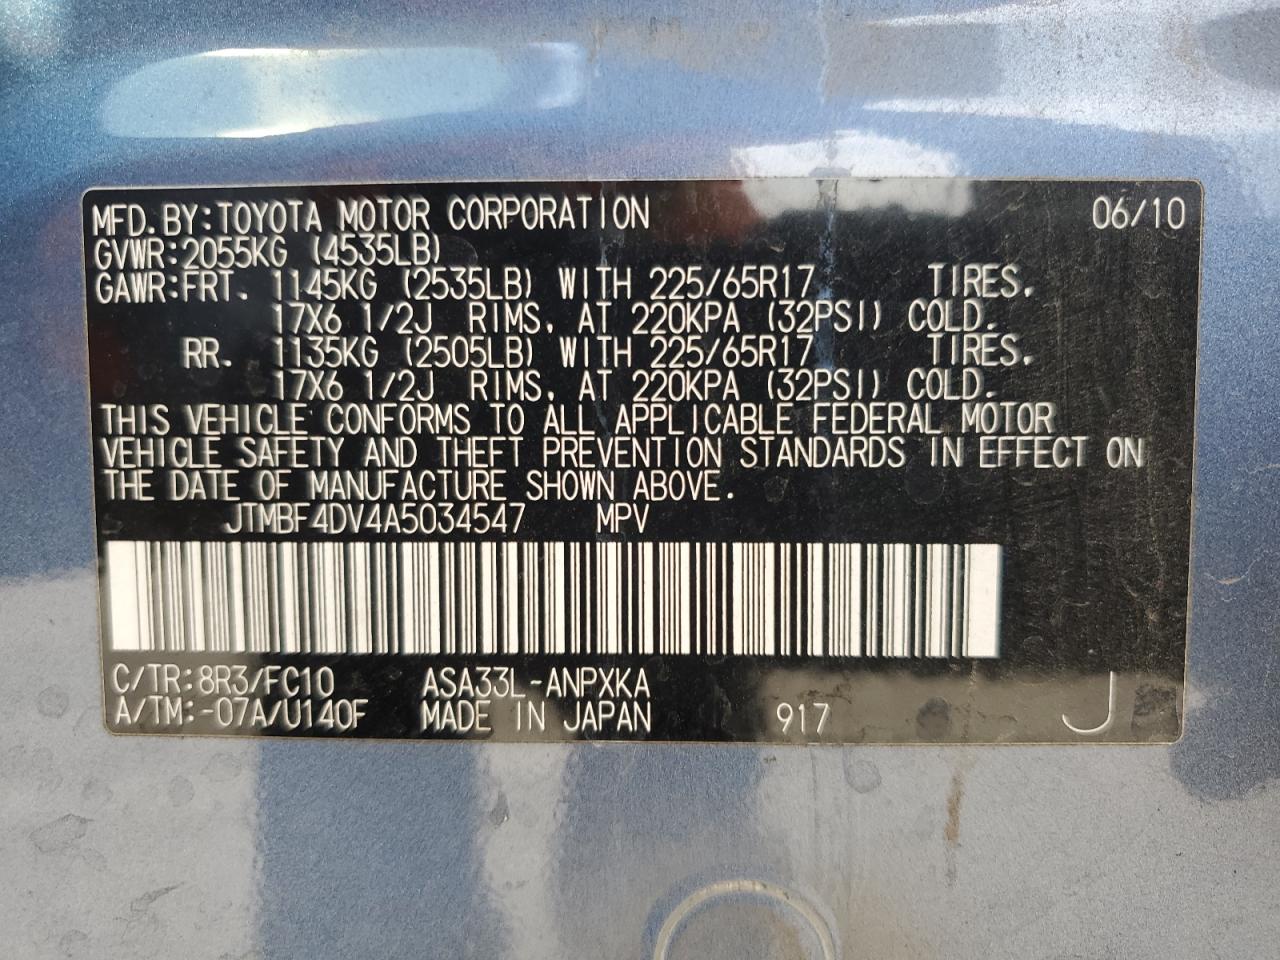 MFD. BY: TOYOTA MOTOR CORPORATION 06/10
GVWR: 2055KG (4535LB)
GAWR: FRT. 1145KG (2535LB) WITH 225/65R17 TIRES.
17X6 1/2J RIMS, AT 220KPA (32PSI) COLD.
RR. 1135KG (2505LB) WITH 225/65R17 TIRES.
17X6 1/2J RIMS, AT 220KPA (32PSI) COLD.
THIS VEHICLE CONFORMS TO ALL APPLICABLE FEDERAL MOTOR
VEHICLE SAFETY AND THEFT PREVENTION STANDARDS IN EFFECT ON
THE DATE OF MANUFACTURE SHOWN ABOVE.
JTMBF4DV4A5034547 MPV
C/TR: 8R3/FC10 ASA33L-ANPXKA
A/TM: -07A/U140F MADE IN JAPAN 917 J